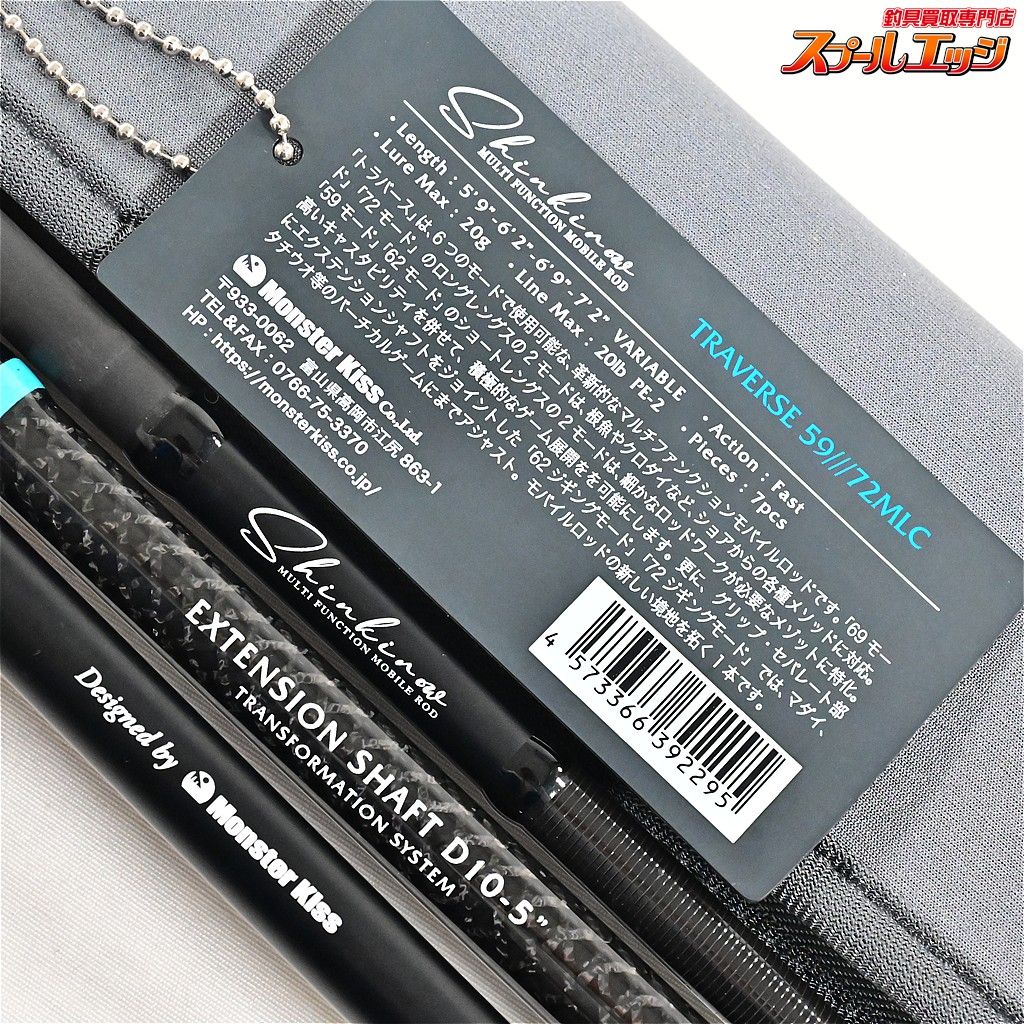 釣具買取専門店
スプールエッジ
Shinkirow
MULTI FUNCTION MOBILE ROD
TRAVERSE 59///72MLC
・Length : 5'9"-6'2"-6'9"-7'2" VARIABLE ・Action : Fast
・Lure Max : 20g ・Line Max : 20lb PE-2 ・Pieces : 7pcs
「トラバース」は、6つのモードで使用可能な、革新的なマルチファンクションモバイルロッドです。「69モー
ド」「72モード」のロングレングスの2モードは、根魚やクロダイなど、ショアからの各種メソッドに対応。
「59モード」「62モード」のショートレングスの2モードは、細かなロッドワークが必要なメソッドに特化。
高いキャスタビリティを併せて、積極的なゲーム展開を可能にします。更に、グリップ セパレート部
にエクステンションシャフトをジョイントした「62ジギングモード」「72ジギングモード」では、マダイ、
タチウオ等のバーチカルゲームにまでアジャスト。モバイルロッドの新しい境地を拓く1本です。
Monster Kiss Co.,Ltd.
〒933-0062 富山県高岡市江尻 863-1
TEL&FAX : 0766-75-3370
HP : https://monsterkiss.co.jp/
4 573366 392295
Shinkirow
MULTI FUNCTION MOBILE ROD
EXTENSION SHAFT D10-5"
TRANSFORMATION SYSTEM
Designed by Monster Kiss